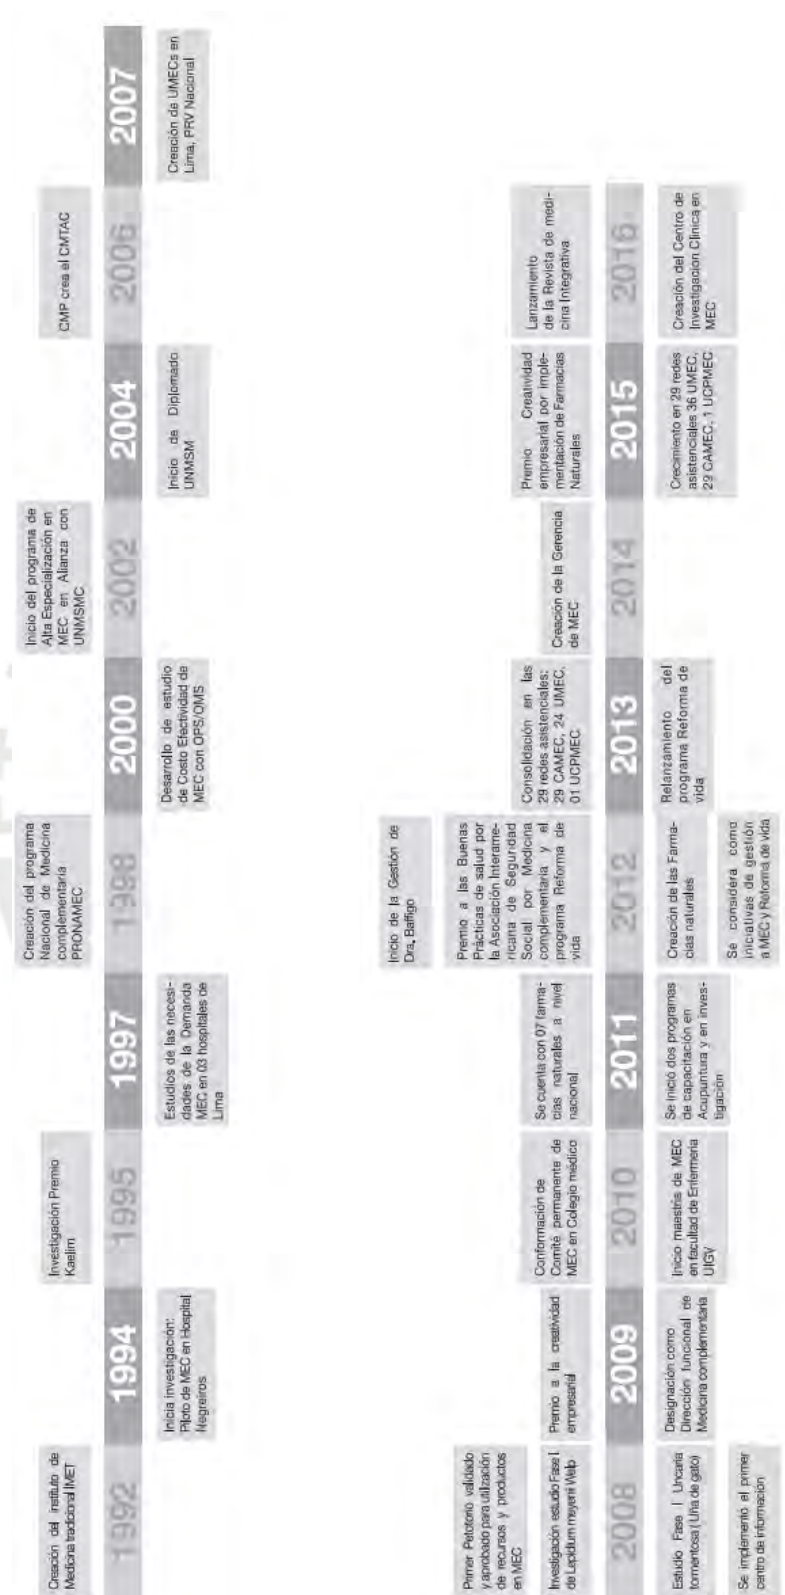 Creación del instituto de
Medicina tradicional IMET
1992
1994
Inicia investigación:
Piloto de MEC en Hospital
Negreiros
Investigación Premio
Kaelim
1995
1997
Estudios de las necesi-
dades de la Demanda
MEC en 03 hospitales de
Lima
Creación del programa
Nacional de Medicina
complementaria
PRONAMEC
1998
2000
Desarrollo de estudio
de Costo Efectividad de
MEC con OPS/OMS
Inicio del programa de
Alta Especialización en
MEC en Alianza con
UNMSMC
2002
2004
Inicio de Diplomado
UNMSM
CMP crea al CMTAC
2006
2007
Creación de UMECs en
Lima, PRV Nacional
Primer Petotorio validado
y aprobado para utilización
de recursos y productos
en MEC
Investigación estudio Fase I
de Lepidium meyenii Walp
2008
Estudio Fase I Uncaria
tormentosa ( Uña de gato)
Se implementó el primer
centro de información
Premio a la creatividad
empresarial
2009
Designación como
Dirección funcional de
Medicina complementaria
Conformación de
Comité permanente de
MEC en Colegio médico
2010
Inicio maestría de MEC
en facultad de Enfermería
UIGV
Se cuenta con 07 farma-
cias naturales a nivel
nacional
2011
Se inició dos programas
de capacitación en
Acupuntura y en inves-
tigación
Inicio de la Gestión de
Dra. Baffigo
Premio a las Buenas
Prácticas de salud por
la Asociación Interame-
ricana de Seguridad
Social por Medicina
complementaria y el
programa Reforma de
vida
2012
Creación de las Farma-
cias naturales
Se considera como
iniciativas de gestión
a MEC y Reforma de vida
Consolidación en las
29 redes asistenciales:
29 CAMEC, 24 UMEC,
01 UCPMEC
2013
Relanzamiento del
programa Reforma de
vida
Creación de la Gerencia
de MEC
2014
Premio Creatividad
empresarial por imple-
mentación de Farmacias
Naturales
2015
Crecimiento en 29 redes
asistenciales 36 UMEC,
29 CAMEC, 1 UCPMEC
Lanzamiento
de la Revista de medi-
cina Integrativa
2016
Creación del Centro de
Investigación Clínica en
MEC